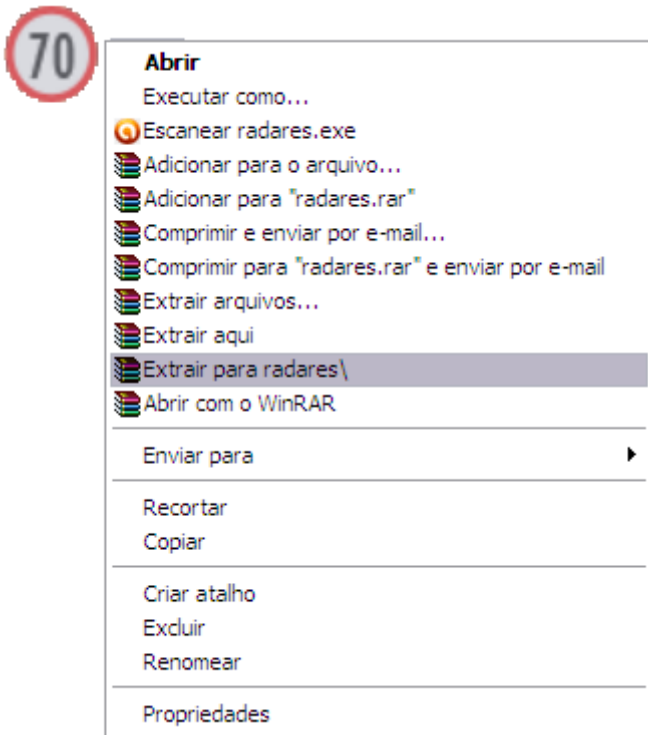 70
Abrir
Executar como...
Escanear radares.exe
Adicionar para o arquivo...
Adicionar para "radares.rar"
Comprimir e enviar por e-mail...
Comprimir para "radares.rar" e enviar por e-mail
Extrair arquivos...
Extrair aqui
Extrair para radares\
Abrir com o WinRAR
Enviar para
Recortar
Copiar
Criar atalho
Excluir
Renomear
Propriedades